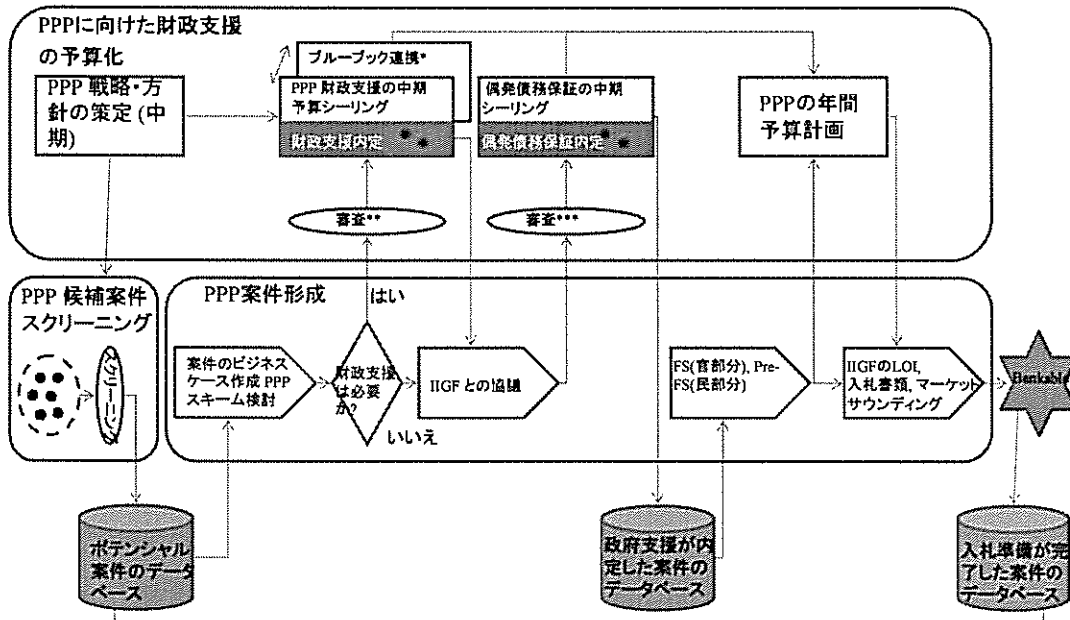 PPPに向けた財政支援
の予算化
ブルーブック連携*
PPP 戦略・方
針の策定 (中
期)
PPP 財政支援の中期
予算シーリング
財政支援内定
偶発債務保証の中期
シーリング
偶発債務保証内定
PPPの年間
予算計画
審査**
審査***
PPP 候補案件
スクリーニング
スクリーニング
PPP案件形成
はい
案件のビジネス
ケース作成 PPP
スキーム検討
財政支援
は必要
か?
いいえ
IIGF との協議
FS(官部分), Pre-
FS(民部分)
IIGFのLOI,
入札書類, マーケット
サウンディング
Bankable
ポテンシャル
案件のデータ
ベース
政府支援が内
定した案件の
データベース
入札準備が完
了した案件の
データベース